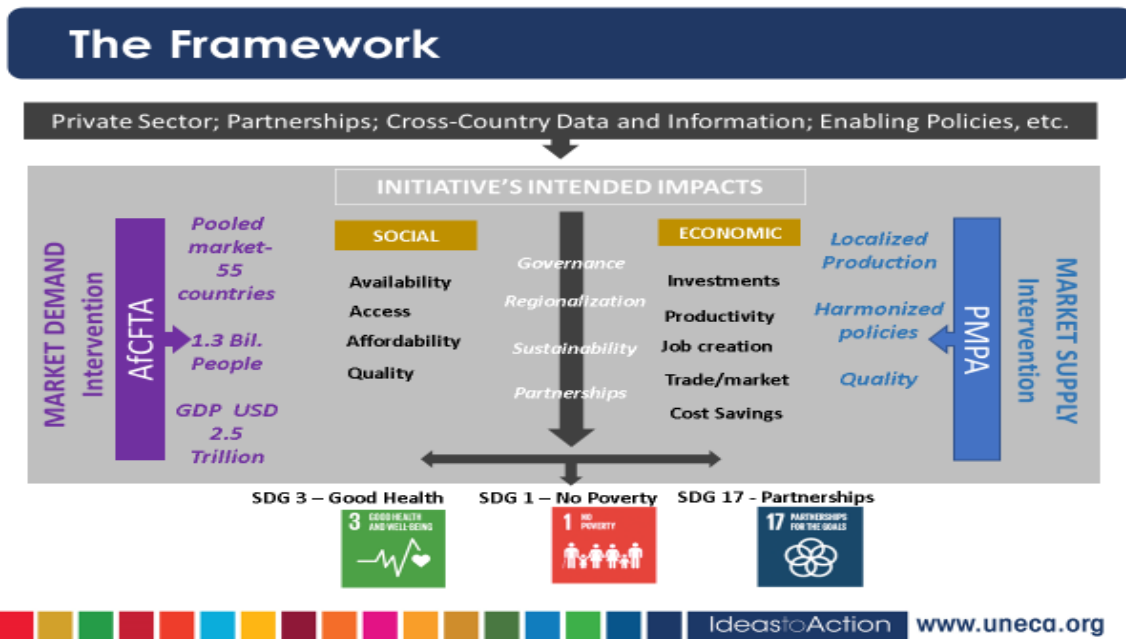 The Framework
Private Sector; Partnerships; Cross-Country Data and Information; Enabling Policies, etc.
INITIATIVE'S INTENDED IMPACTS
MARKET DEMAND
Intervention
AfCFTA
Pooled
market-
55
countries
1.3 Bil.
People
GDP USD
2.5
Trillion
SOCIAL
Availability
Access
Affordability
Quality
Governance
Regionalization
Sustainability
Partnerships
ECONOMIC
Investments
Productivity
Job creation
Trade/market
Cost Savings
Localized
Production
Harmonized
policies
Quality
PMPA
MARKET SUPPLY
Intervention
SDG 3 – Good Health
SDG 1 – No Poverty
SDG 17 - Partnerships
3 GOOD HEALTH
AND WELL-BEING
1 NO
POVERTY
17 PARTNERSHIPS
FOR THE GOALS
IdeastoAction
www.uneca.org